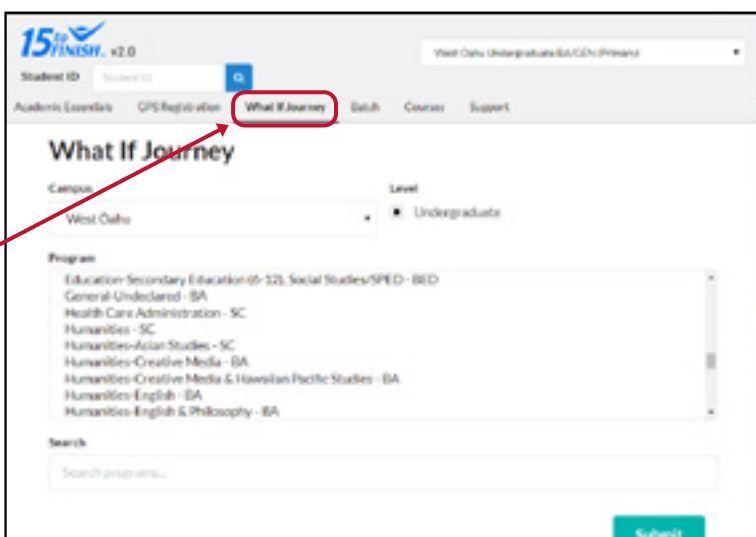 15 to FINISH. v2.0
West Oahu Undergraduate BA/GEN (Primary)
Student ID Student ID
Academic Essentials GPS Registration What If Journey Batch Courses Support
What If Journey
Campus Level
West Oahu Undergraduate
Program
Education-Secondary Education (6-12), Social Studies/SPED - BED
General-Undeclared - BA
Health Care Administration - SC
Humanities - SC
Humanities-Asian Studies - SC
Humanities-Creative Media - BA
Humanities-Creative Media & Hawaiian Pacific Studies - BA
Humanities-English - BA
Humanities-English & Philosophy - BA
Search
Search programs...
Submit